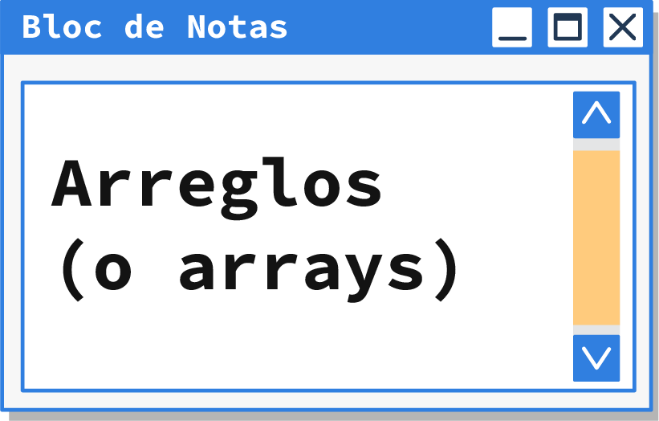 Bloc de Notas
Arreglos
(o arrays)